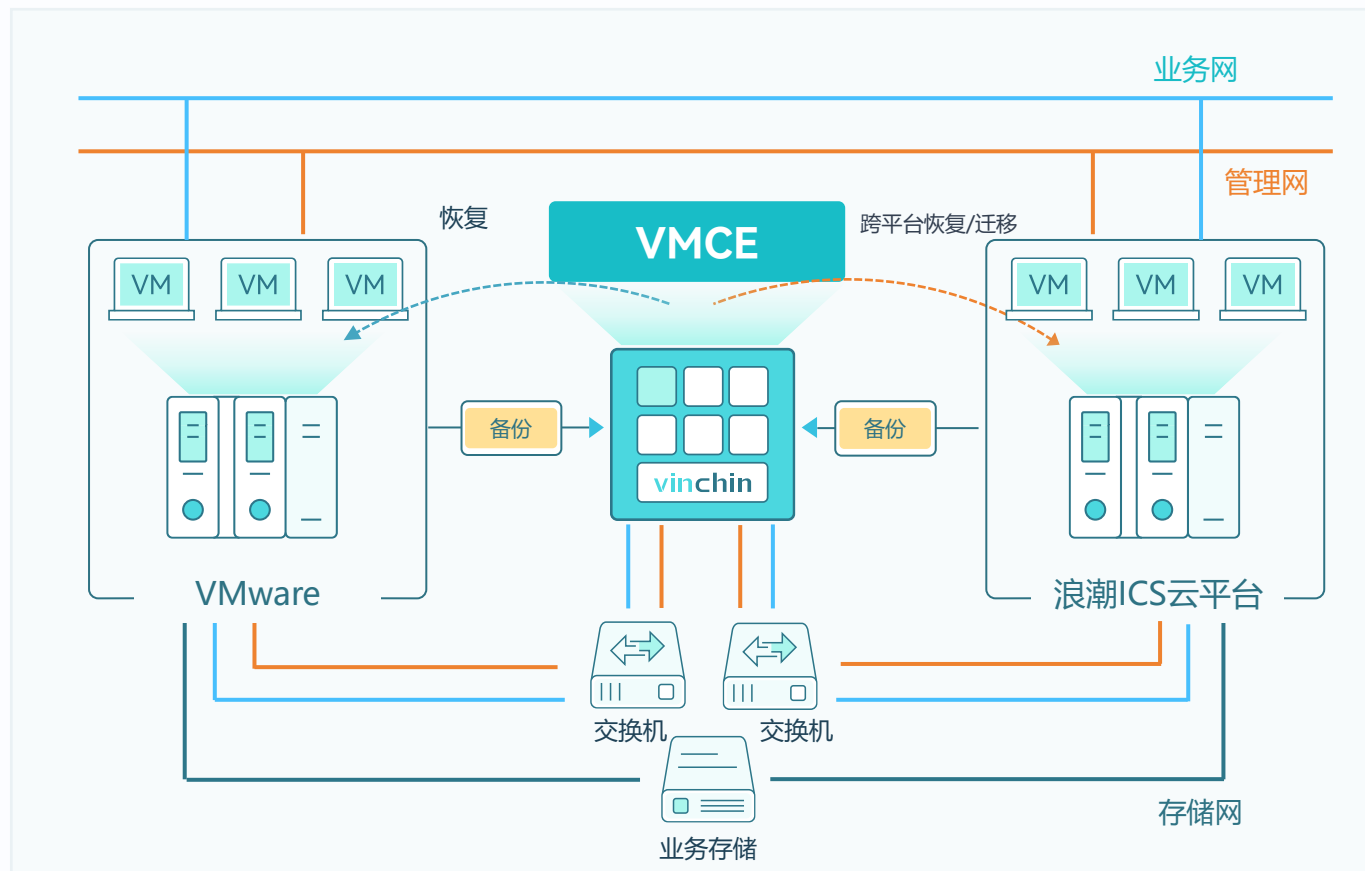 业务网
管理网
恢复
VMCE
跨平台恢复/迁移
VM
VM
VM
VM
VM
VM
备份
备份
vinchin
VMware
浪潮ICS云平台
交换机
交换机
存储网
业务存储